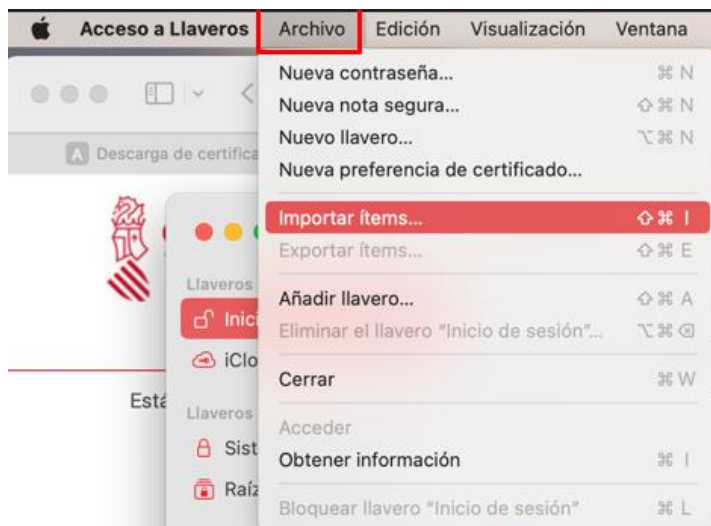 Acceso a Llaveros Archivo Edición Visualización Ventana
Nueva contraseña... ⌘ N
Nueva nota segura... ⇧ ⌘ N
Nuevo llavero... ⌥ ⌘ N
Nueva preferencia de certificado...
Importar ítems... ⇧ ⌘ I
Exportar ítems... ⇧ ⌘ E
Añadir llavero... ⇧ ⌘ A
Eliminar el llavero "Inicio de sesión"... ⌥ ⌘ ⌫
Cerrar ⌘ W
Acceder
Obtener información ⌘ I
Bloquear llavero "Inicio de sesión" ⌘ L
A Descarga de certifica
Llaveros
Inici
iClo
Llaveros
Sist
Raíz
Está